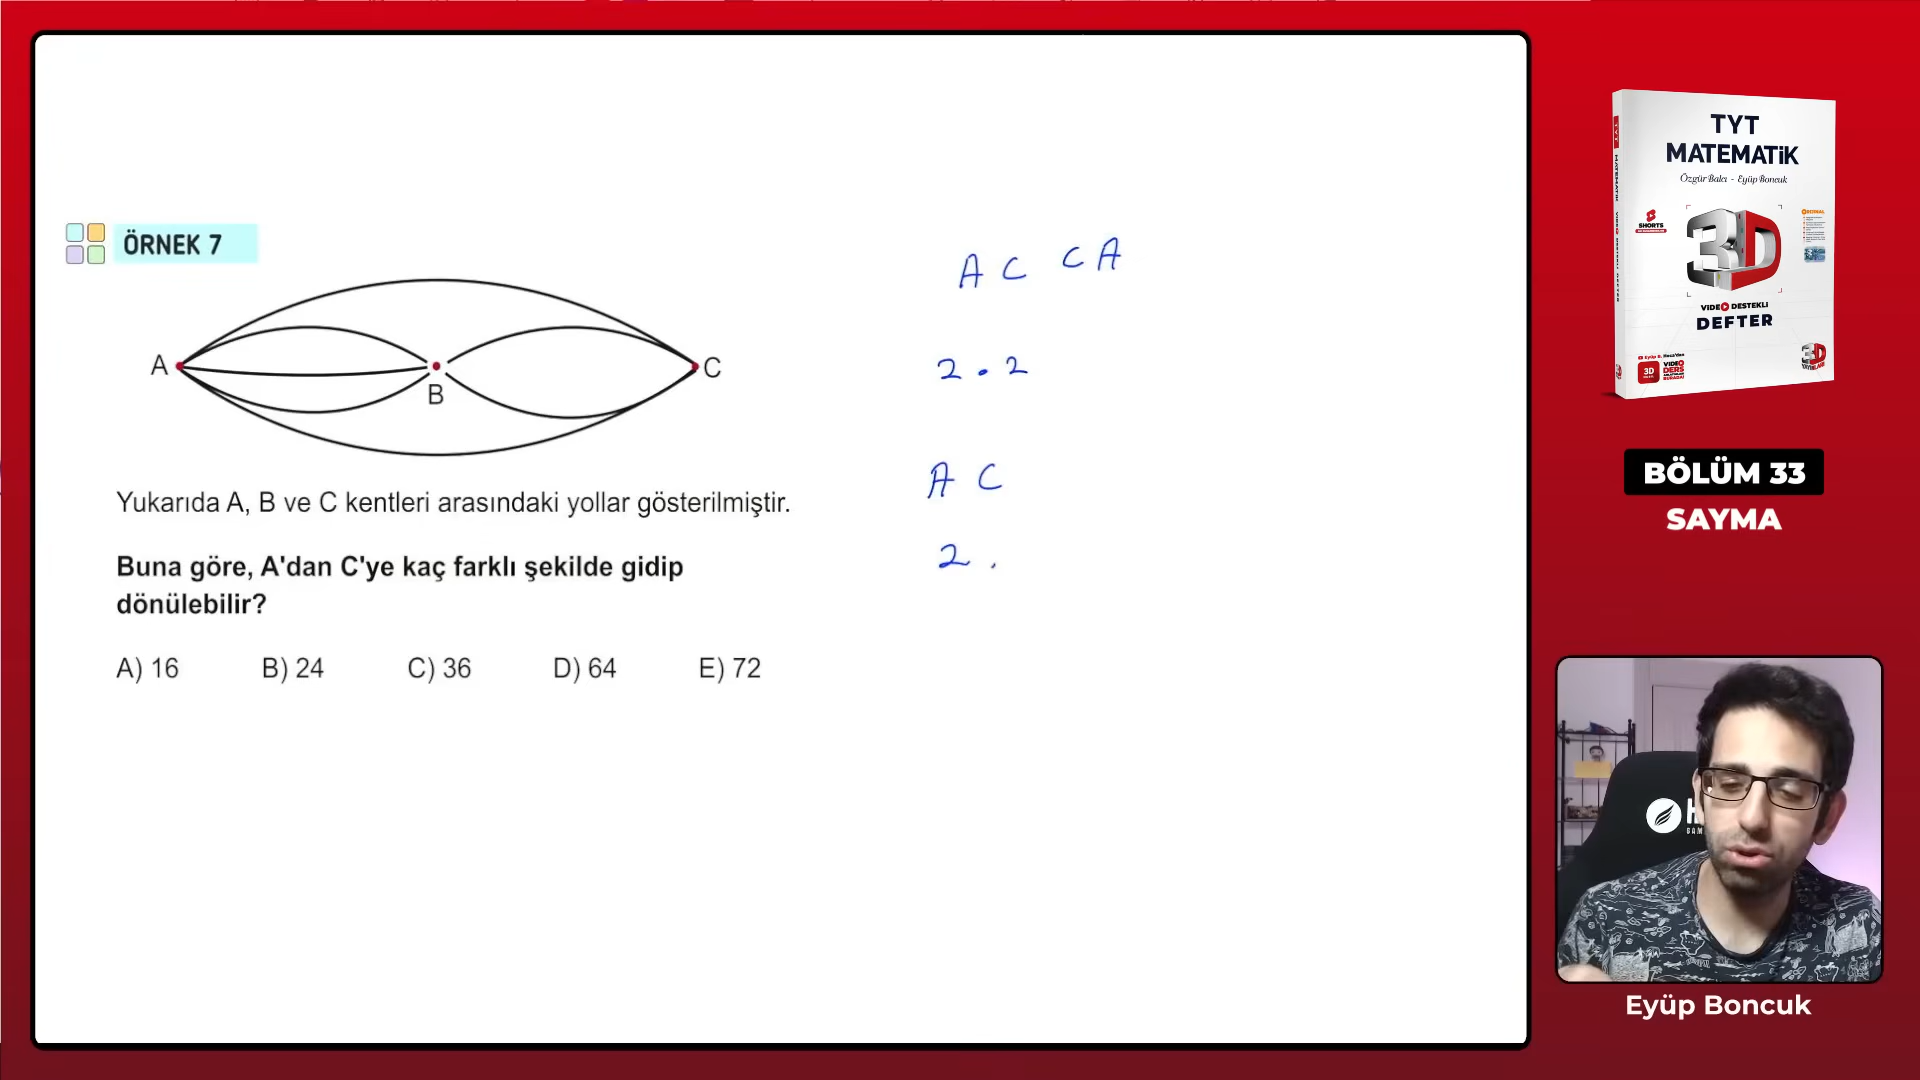 ÖRNEK 7
A
B
C
Yukarıda A, B ve C kentleri arasındaki yollar gösterilmiştir.
Buna göre, A'dan C'ye kaç farklı şekilde gidip
dönülebilir?
A) 16 B) 24 C) 36 D) 64 E) 72
A C C A
2 . 2
A C
2 .
TYT
MATEMATİK
Özgür Balcı - Eyüp Boncuk
SHORTS
3D
VIDEO DESTEKLİ
DEFTER
BÖLÜM 33
SAYMA
Eyüp Boncuk